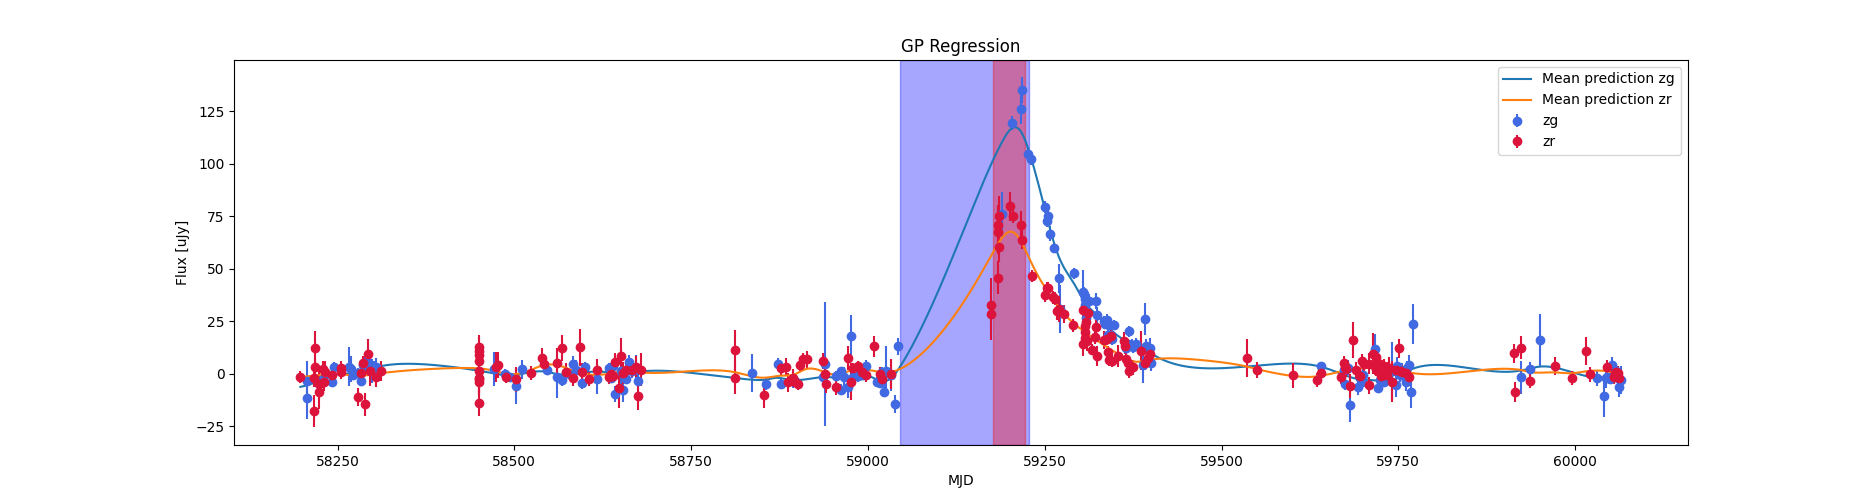 GP Regression
Mean prediction zg
Mean prediction zr
zg
zr
Flux [uJy]
125
100
75
50
25
0
−25
58250
58500
58750
59000
59250
59500
59750
60000
MJD